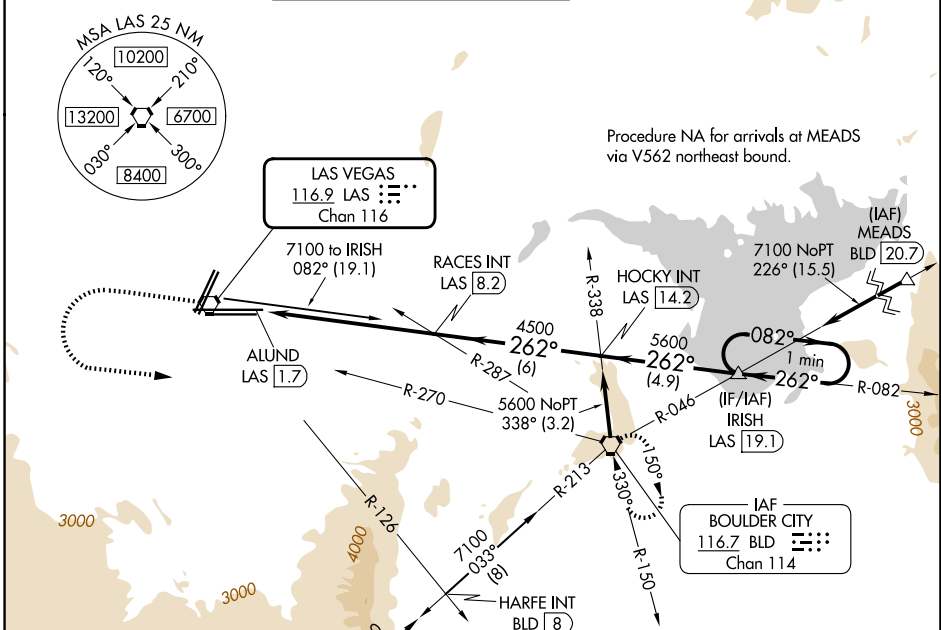 MSA LAS 25 NM
10200
120°
210°
13200
6700
030°
300°
8400
Procedure NA for arrivals at MEADS
via V562 northeast bound.
LAS VEGAS
116.9 LAS
Chan 116
(IAF)
MEADS
BLD 20.7
7100 NoPT
226° (15.5)
7100 to IRISH
082° (19.1)
RACES INT
LAS 8.2
HOCKY INT
LAS 14.2
R-338
4500
262°
(6)
5600
262°
(4.9)
082°
1 min
262°
R-082
ALUND
LAS 1.7
R-287
R-270
5600 NoPT
338° (3.2)
R-046
(IF/IAF)
IRISH
LAS 19.1
3000
R-213
150°
330°
R-150
IAF
BOULDER CITY
116.7 BLD
Chan 114
R-126
7100
033°
(8)
3000
4000
3000
HARFE INT
BLD 8